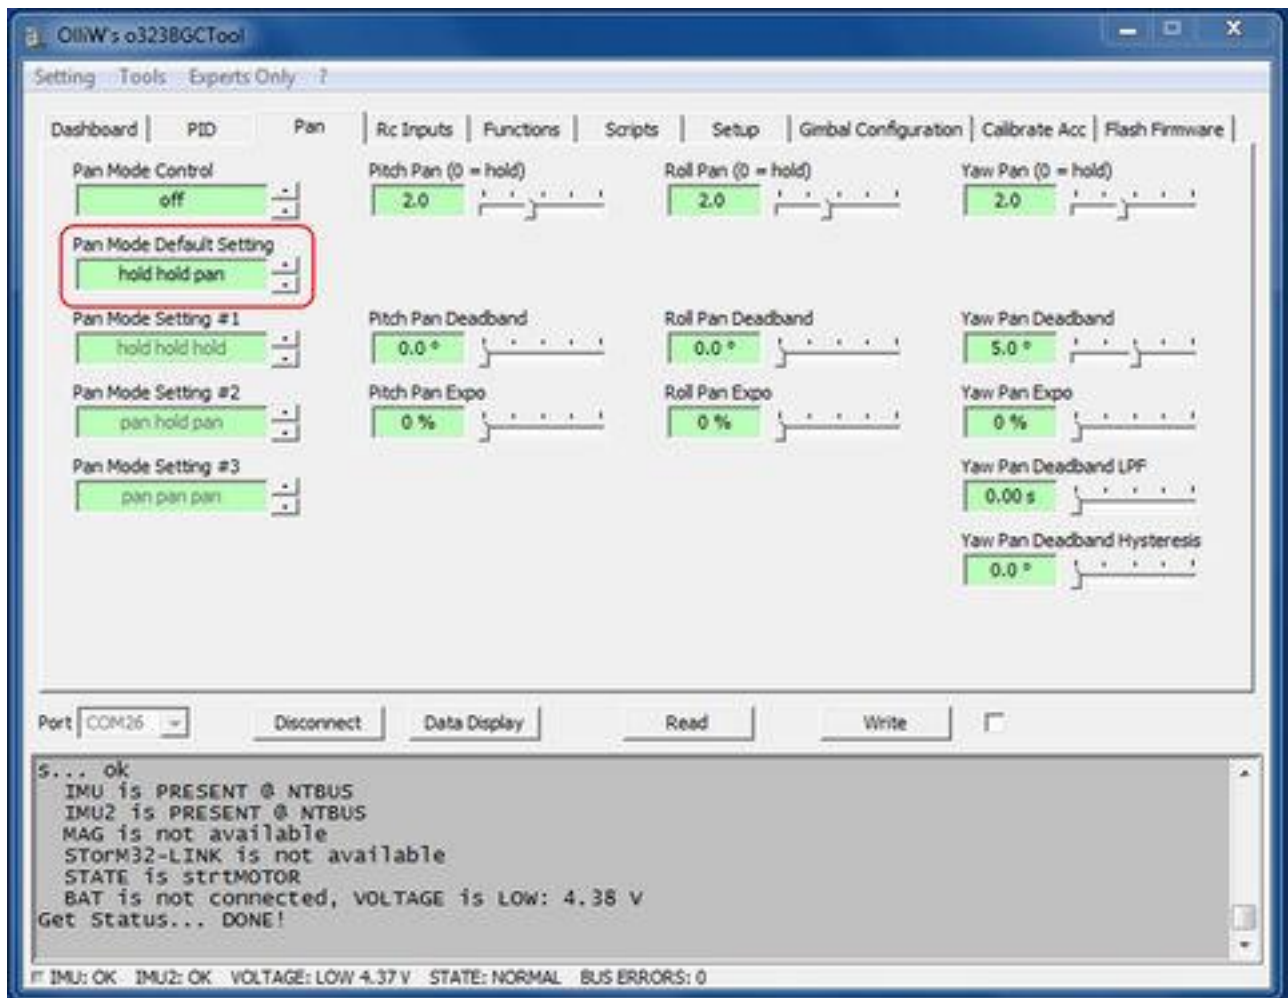 OlliW's o323BGCTool
Setting Tools Experts Only ?
Dashboard PID Pan Rc Inputs Functions Scripts Setup Gimbal Configuration Calibrate Acc Flash Firmware
Pan Mode Control Pitch Pan (0 = hold) Roll Pan (0 = hold) Yaw Pan (0 = hold)
off 2.0 2.0 2.0
Pan Mode Default Setting
hold hold pan
Pan Mode Setting #1 Pitch Pan Deadband Roll Pan Deadband Yaw Pan Deadband
hold hold hold 0.0 ° 0.0 ° 5.0 °
Pan Mode Setting #2 Pitch Pan Expo Roll Pan Expo Yaw Pan Expo
pan hold pan 0 % 0 % 0 %
Pan Mode Setting #3 Yaw Pan Deadband LPF
pan pan pan 0.00 s
Yaw Pan Deadband Hysteresis
0.0 °
Port COM26 Disconnect Data Display Read Write
s... ok
IMU is PRESENT @ NTBUS
IMU2 is PRESENT @ NTBUS
MAG is not available
STorM32-LINK is not available
STATE is strtMOTOR
BAT is not connected, VOLTAGE is LOW: 4.38 V
Get Status... DONE!
IMU: OK IMU2: OK VOLTAGE: LOW 4.37 V STATE: NORMAL BUS ERRORS: 0